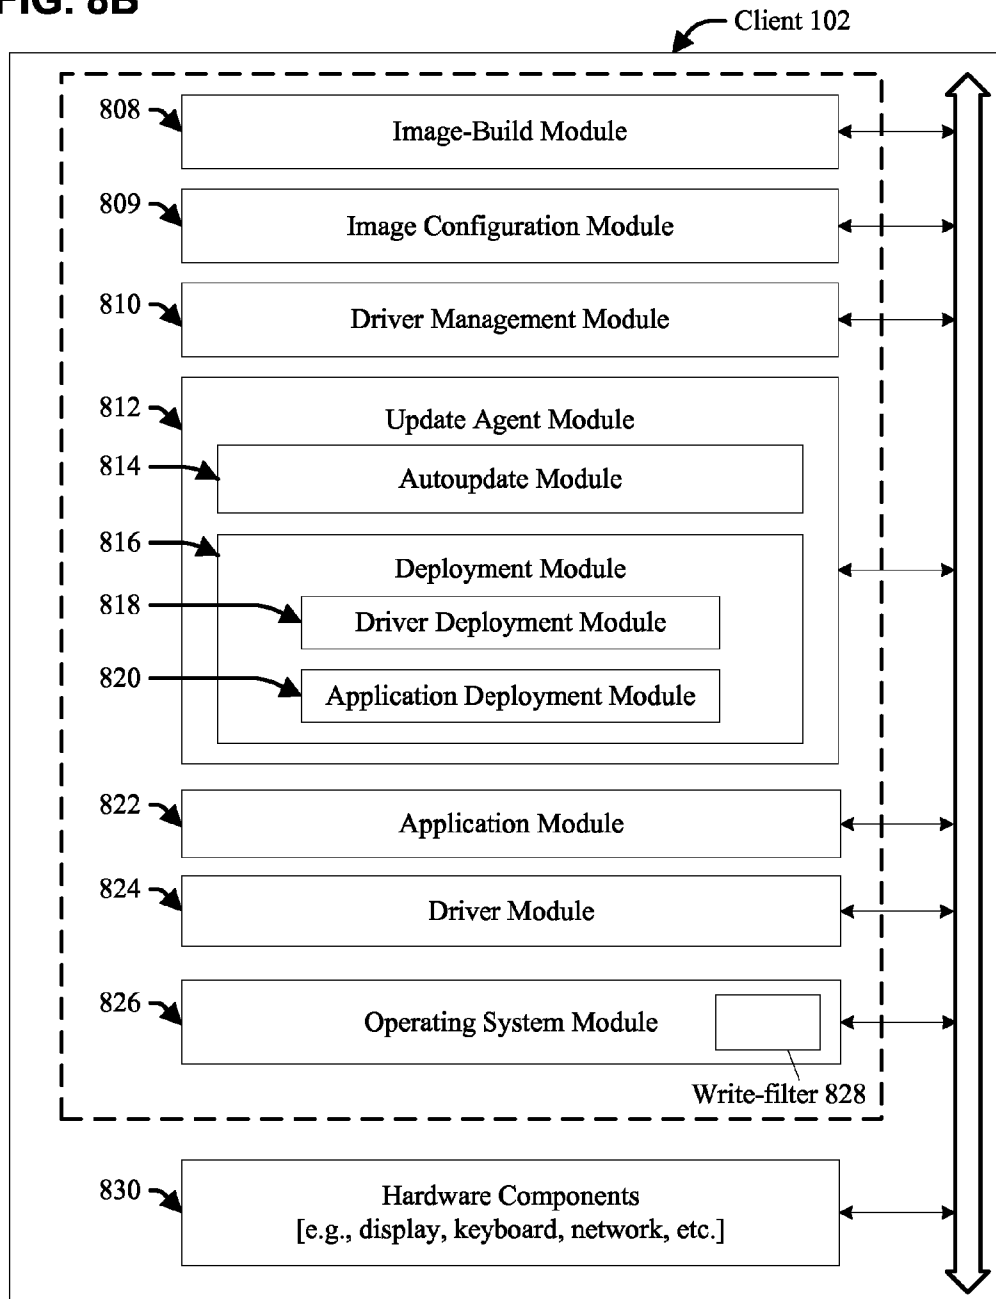 FIG. 8B
Client 102
808
Image-Build Module
809
Image Configuration Module
810
Driver Management Module
812
Update Agent Module
814
Autoupdate Module
816
Deployment Module
818
Driver Deployment Module
820
Application Deployment Module
822
Application Module
824
Driver Module
826
Operating System Module
Write-filter 828
830
Hardware Components
[e.g., display, keyboard, network, etc.]